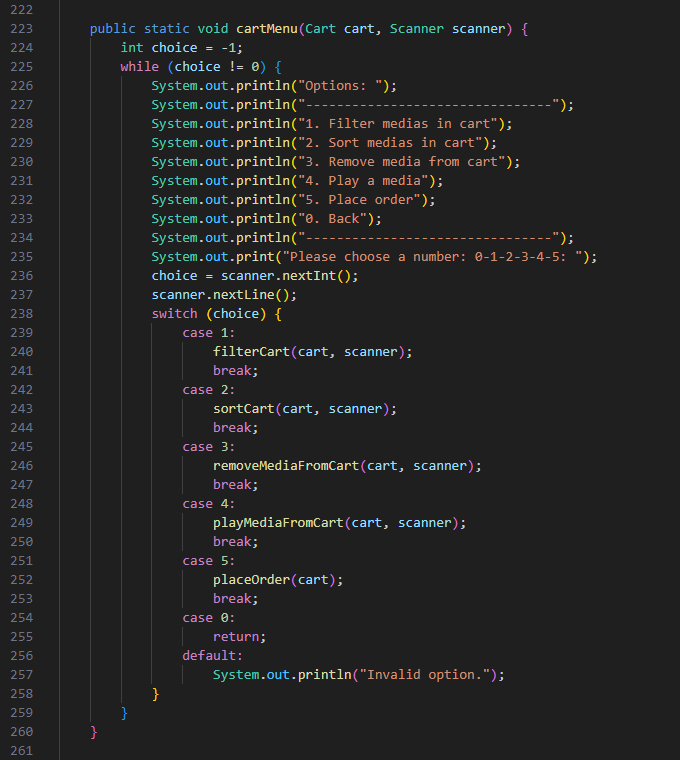 222
223 public static void cartMenu(Cart cart, Scanner scanner) {
224 int choice = -1;
225 while (choice != 0) {
226 System.out.println("Options: ");
227 System.out.println("--------------------------------");
228 System.out.println("1. Filter medias in cart");
229 System.out.println("2. Sort medias in cart");
230 System.out.println("3. Remove media from cart");
231 System.out.println("4. Play a media");
232 System.out.println("5. Place order");
233 System.out.println("0. Back");
234 System.out.println("--------------------------------");
235 System.out.print("Please choose a number: 0-1-2-3-4-5: ");
236 choice = scanner.nextInt();
237 scanner.nextLine();
238 switch (choice) {
239 case 1:
240 filterCart(cart, scanner);
241 break;
242 case 2:
243 sortCart(cart, scanner);
244 break;
245 case 3:
246 removeMediaFromCart(cart, scanner);
247 break;
248 case 4:
249 playMediaFromCart(cart, scanner);
250 break;
251 case 5:
252 placeOrder(cart);
253 break;
254 case 0:
255 return;
256 default:
257 System.out.println("Invalid option.");
258 }
259 }
260 }
261